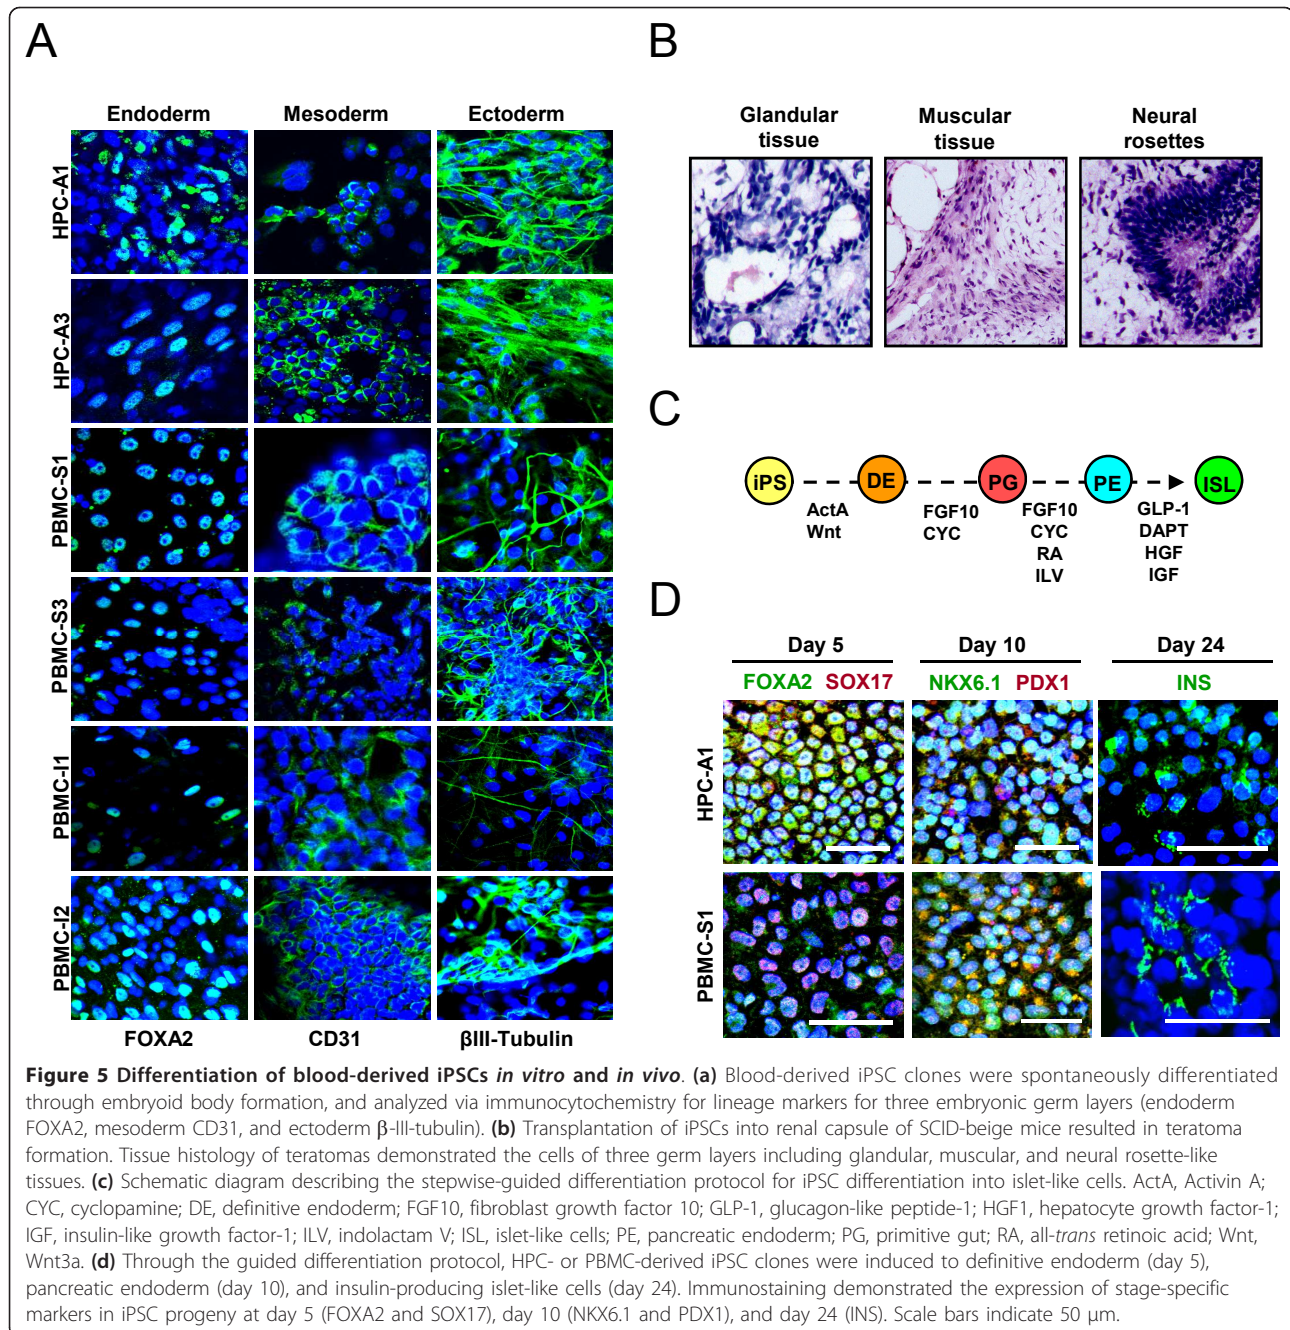 A
Endoderm Mesoderm Ectoderm
HPC-A1
HPC-A3
PBMC-S1
PBMC-S3
PBMC-I1
PBMC-I2
FOXA2 CD31 βIII-Tubulin
B
Glandular tissue
Muscular tissue
Neural rosettes
C
iPS DE PG PE ISL
ActA
Wnt
FGF10
CYC
FGF10
CYC
RA
ILV
GLP-1
DAPT
HGF
IGF
D
Day 5 Day 10 Day 24
FOXA2 SOX17 NKX6.1 PDX1 INS
HPC-A1
PBMC-S1
Figure 5 Differentiation of blood-derived iPSCs in vitro and in vivo. (a) Blood-derived iPSC clones were spontaneously differentiated
through embryoid body formation, and analyzed via immunocytochemistry for lineage markers for three embryonic germ layers (endoderm
FOXA2, mesoderm CD31, and ectoderm β-III-tubulin). (b) Transplantation of iPSCs into renal capsule of SCID-beige mice resulted in teratoma
formation. Tissue histology of teratomas demonstrated the cells of three germ layers including glandular, muscular, and neural rosette-like
tissues. (c) Schematic diagram describing the stepwise-guided differentiation protocol for iPSC differentiation into islet-like cells. ActA, Activin A;
CYC, cyclopamine; DE, definitive endoderm; FGF10, fibroblast growth factor 10; GLP-1, glucagon-like peptide-1; HGF1, hepatocyte growth factor-1;
IGF, insulin-like growth factor-1; ILV, indolactam V; ISL, islet-like cells; PE, pancreatic endoderm; PG, primitive gut; RA, all-trans retinoic acid; Wnt,
Wnt3a. (d) Through the guided differentiation protocol, HPC- or PBMC-derived iPSC clones were induced to definitive endoderm (day 5),
pancreatic endoderm (day 10), and insulin-producing islet-like cells (day 24). Immunostaining demonstrated the expression of stage-specific
markers in iPSC progeny at day 5 (FOXA2 and SOX17), day 10 (NKX6.1 and PDX1), and day 24 (INS). Scale bars indicate 50 μm.